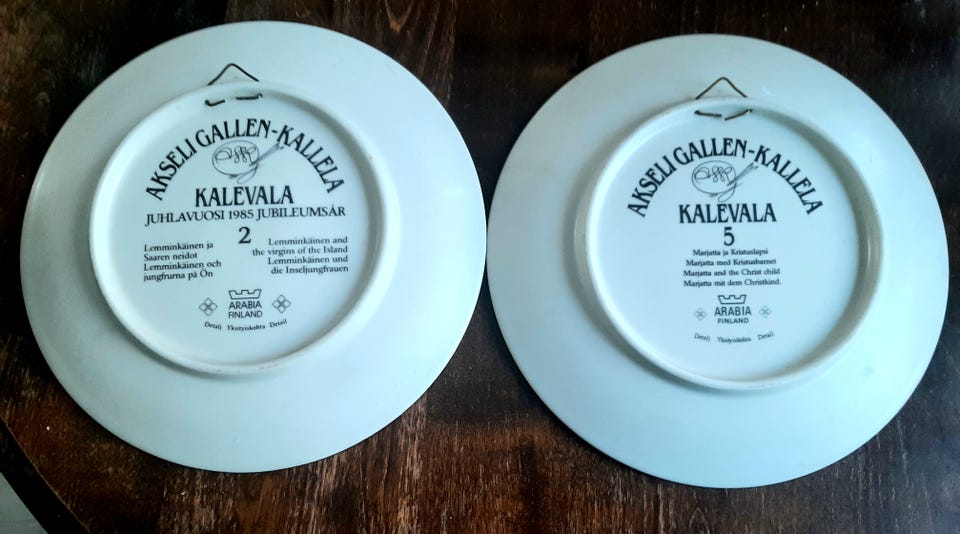 AKSELI GALLEN-KALLELA
KALEVALA
JUHLAVUOSI 1985 JUBILEUMSÅR
2
Lemminkäinen ja
Saaren neidot
Lemminkäinen och
jungfrurna på Ön
Lemminkäinen and
the virgins of the Island
Lemminkäinen und
die Inseljungfrauen
ARABIA
FINLAND
Detalj Yksityiskohta Detail
AKSELI GALLEN-KALLELA
KALEVALA
5
Marjatta ja Kristuslapsi
Marjatta med Kristusbarnet
Marjatta and the Christ child
Marjatta mit dem Christkind.
ARABIA
FINLAND
Detalj Yksityiskohta Detail